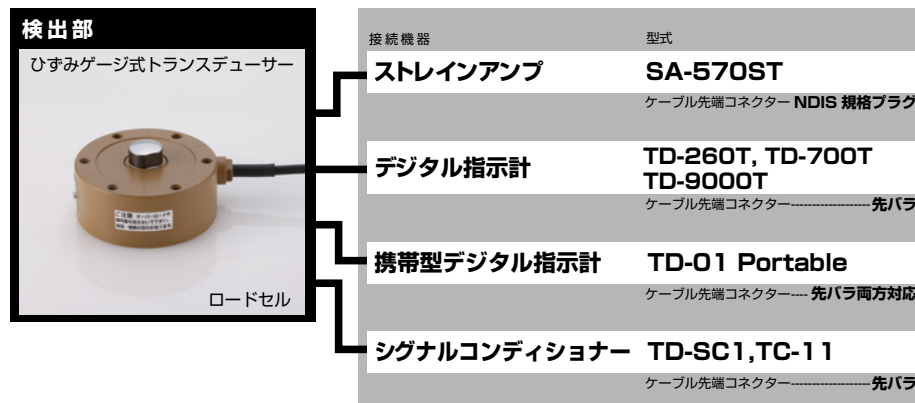 検出部
ひずみゲージ式トランスデューサー
ロードセル
接続機器 型式
ストレインアンプ SA-570ST
ケーブル先端コネクター NDIS 規格プラグ
デジタル指示計 TD-260T, TD-700T
TD-9000T
ケーブル先端コネクター------------------先バラ
携帯型デジタル指示計 TD-01 Portable
ケーブル先端コネクター----先バラ両方対応
シグナルコンディショナー TD-SC1,TC-11
ケーブル先端コネクター------------------先バラ